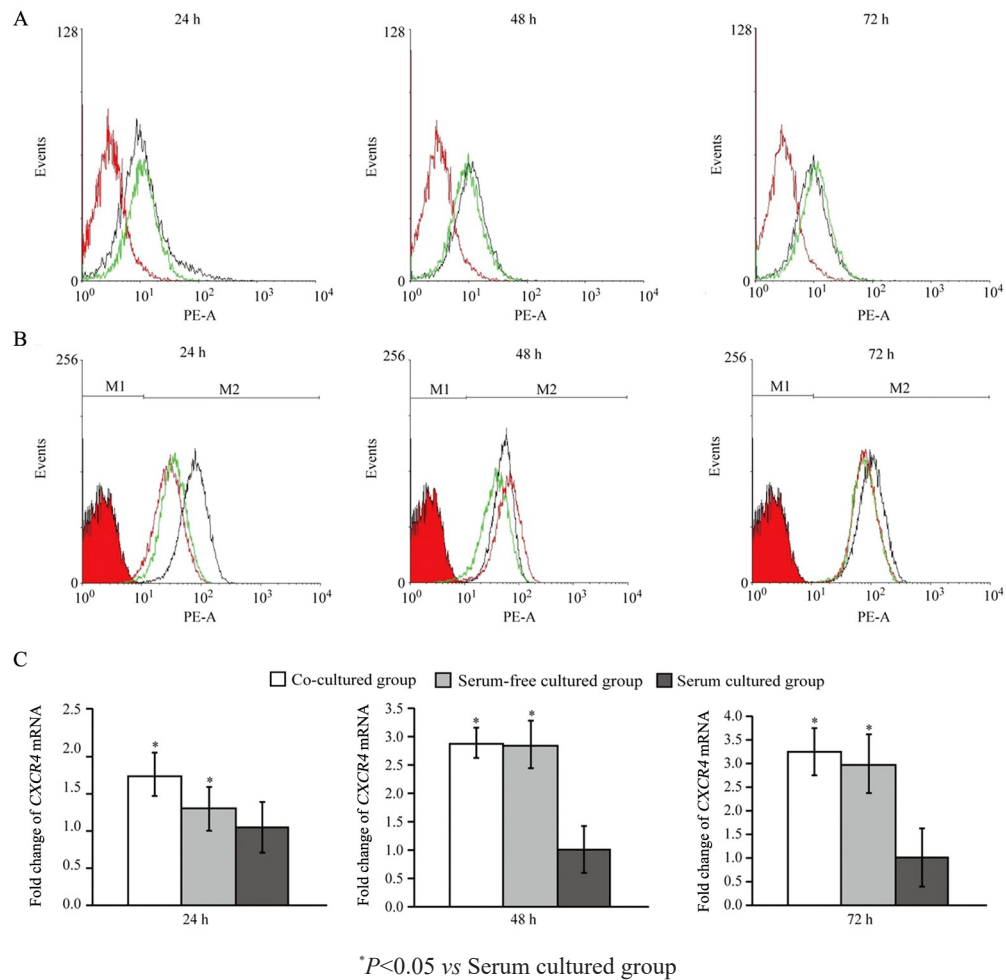 A
24 h
48 h
72 h
128
128
128
Events
Events
Events
0
0
0
10⁰ 10¹ 10² 10³ 10⁴
10⁰ 10¹ 10² 10³ 10⁴
10⁰ 10¹ 10² 10³ 10⁴
PE-A
PE-A
PE-A
B
24 h
48 h
72 h
256
256
256
M1 M2
M1 M2
M1 M2
Events
Events
Events
0
0
0
10⁰ 10¹ 10² 10³ 10⁴
10⁰ 10¹ 10² 10³ 10⁴
10⁰ 10¹ 10² 10³ 10⁴
PE-A
PE-A
PE-A
C
Co-cultured group Serum-free cultured group Serum cultured group
Fold change of CXCR4 mRNA
2.5
2.0
1.5
1.0
0.5
0.0
* *
24 h
Fold change of CXCR4 mRNA
3.5
3.0
2.5
2.0
1.5
1.0
0.5
0.0
* *
48 h
Fold change of CXCR4 mRNA
4.0
3.5
3.0
2.5
2.0
1.5
1.0
0.5
0.0
* *
72 h
*P<0.05 vs Serum cultured group